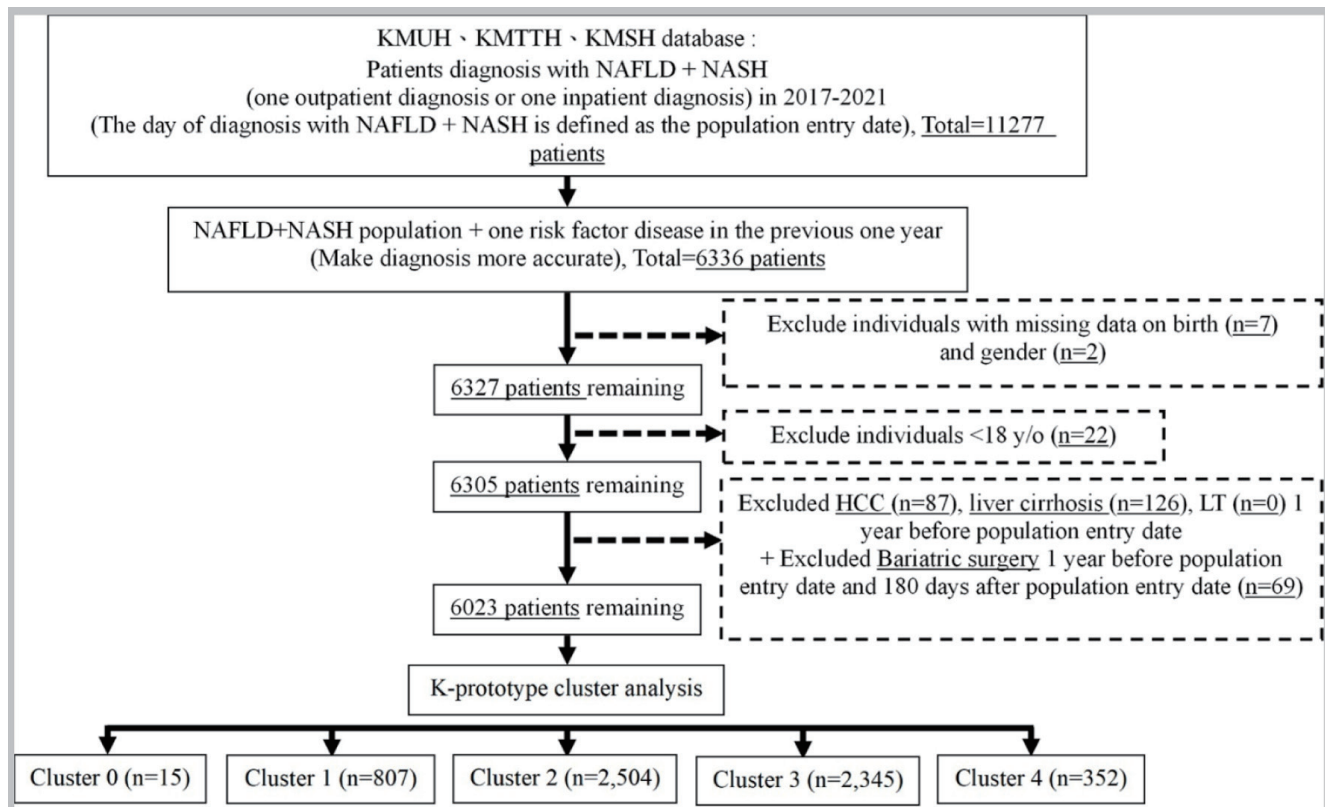 KMUH、KMTTH、KMSH database :
Patients diagnosis with NAFLD + NASH
(one outpatient diagnosis or one inpatient diagnosis) in 2017-2021
(The day of diagnosis with NAFLD + NASH is defined as the population entry date), Total=11277
patients
NAFLD+NASH population + one risk factor disease in the previous one year
(Make diagnosis more accurate), Total=6336 patients
Exclude individuals with missing data on birth (n=7)
and gender (n=2)
6327 patients remaining
Exclude individuals <18 y/o (n=22)
6305 patients remaining
Excluded HCC (n=87), liver cirrhosis (n=126), LT (n=0) 1
year before population entry date
+ Excluded Bariatric surgery 1 year before population
entry date and 180 days after population entry date (n=69)
6023 patients remaining
K-prototype cluster analysis
Cluster 0 (n=15)
Cluster 1 (n=807)
Cluster 2 (n=2,504)
Cluster 3 (n=2,345)
Cluster 4 (n=352)